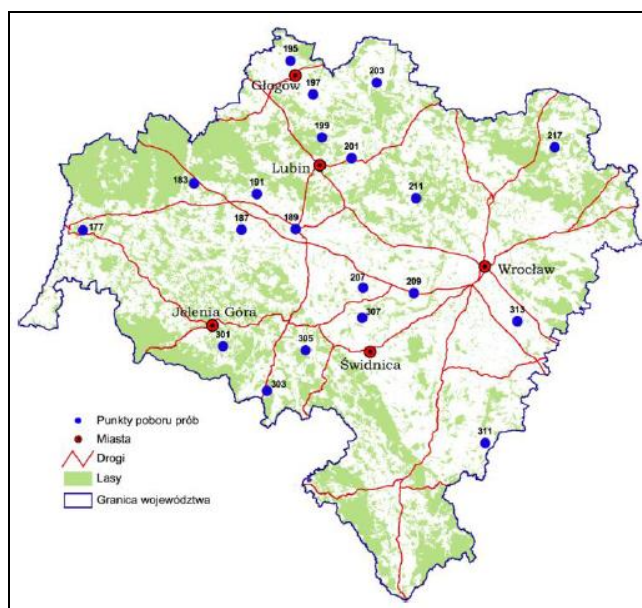 195
Głogów
203
197
199
201
217
Lubin
183
191
211
177
187
189
Wrocław
207
209
307
313
Jelenia Góra
301
305
Świdnica
303
311
Punkty poboru prób
Miasta
Drogi
Lasy
Granica województwa